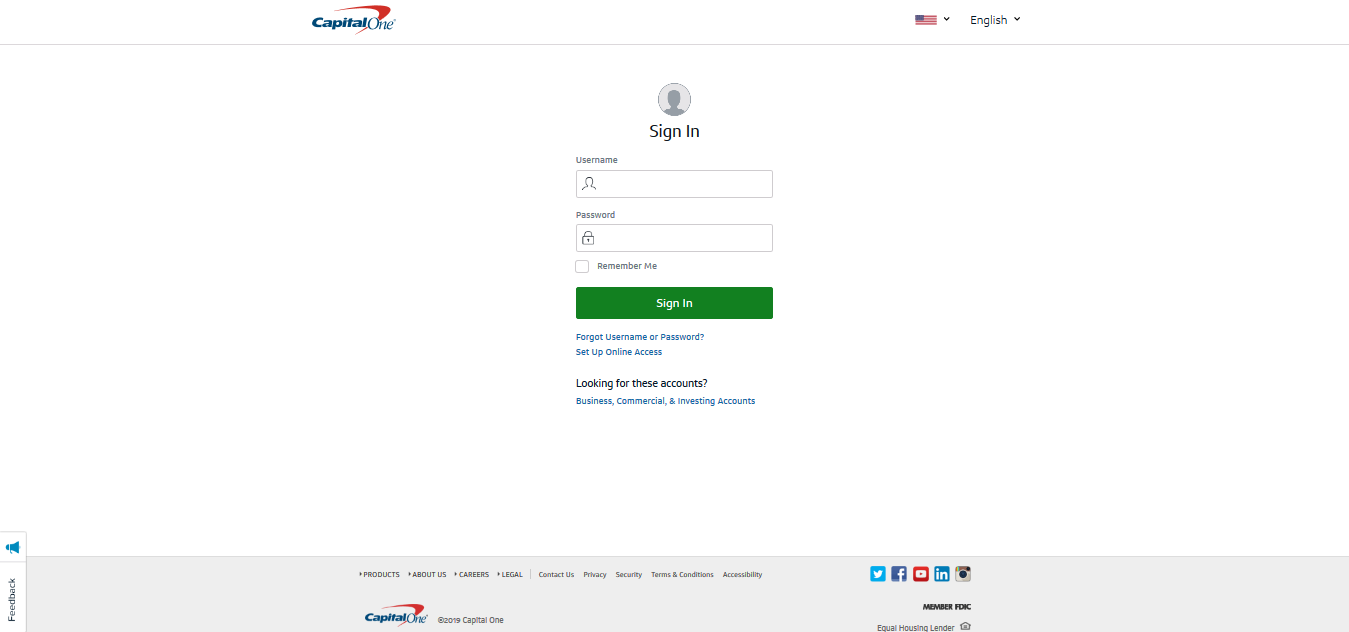 Capital One
English
Sign In
Username
Password
Remember Me
Sign In
Forgot Username or Password?
Set Up Online Access
Looking for these accounts?
Business, Commercial, & Investing Accounts
Feedback
PRODUCTS ABOUT US CAREERS LEGAL Contact Us Privacy Security Terms & Conditions Accessibility
in
MEMBER FDIC
Capital One ©2019 Capital One
Equal Housing Lender